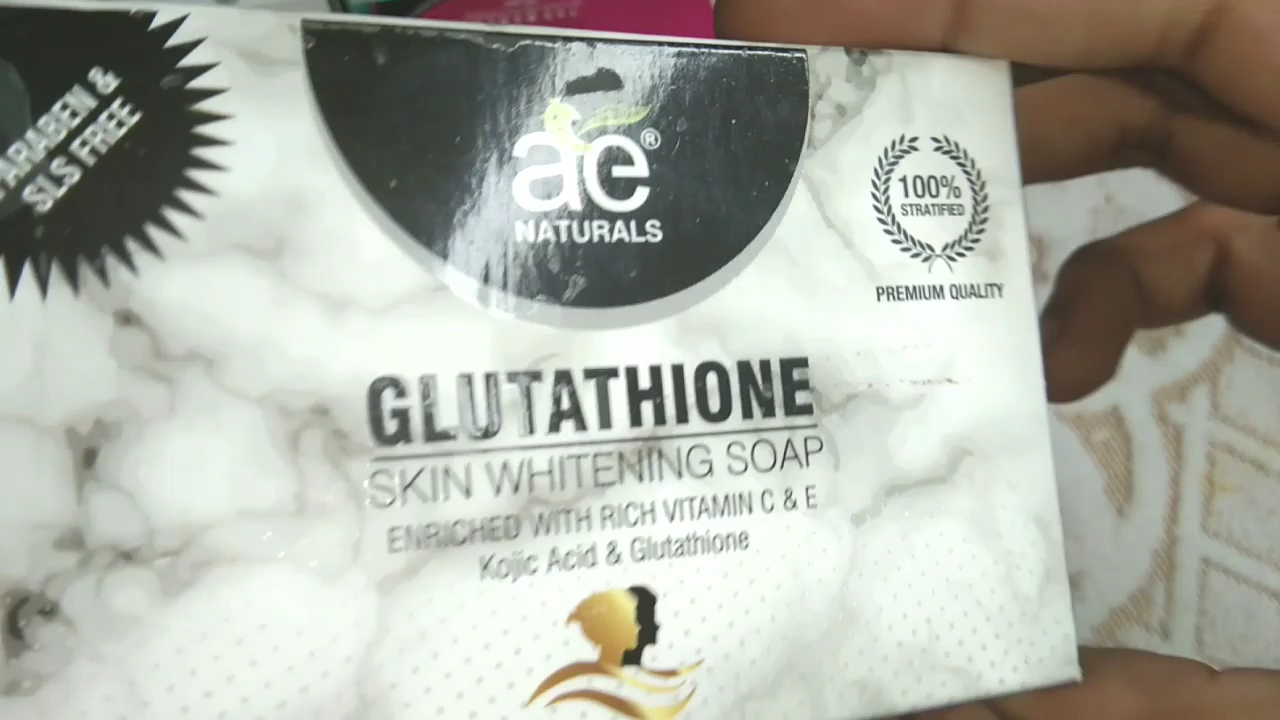 PARABEN &
SLS FREE
ae®
NATURALS
100%
STRATIFIED
PREMIUM QUALITY
GLUTATHIONE
SKIN WHITENING SOAP
ENRICHED WITH RICH VITAMIN C & E
Kojic Acid & Glutathione